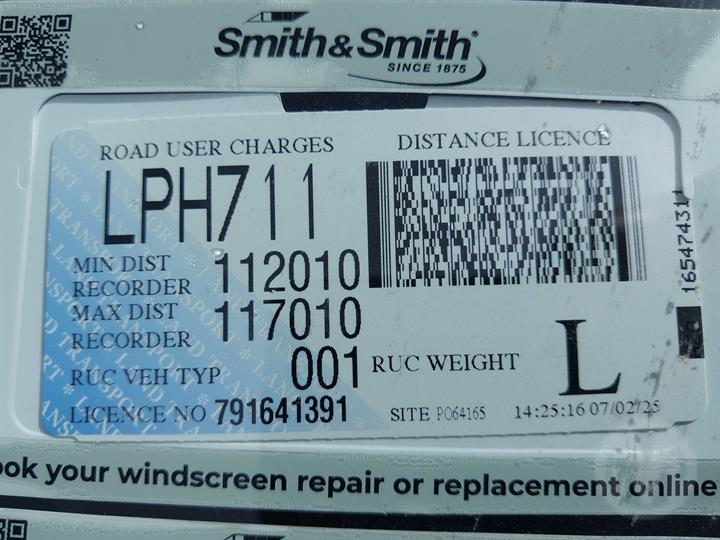 Smith&Smith®
SINCE 1875
ROAD USER CHARGES
DISTANCE LICENCE
LPH711
MIN DIST
RECORDER 112010
MAX DIST
RECORDER 117010
RUC VEH TYP 001
RUC WEIGHT L
LICENCE NO 791641391
SITE PO64165 14:25:16 07/02/25
16547431
ook your windscreen repair or replacement online
Smith&Smith